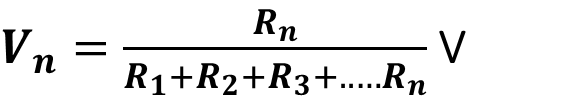 Vₙ = Rₙ / R₁+R₂+R₃+.....Rₙ V